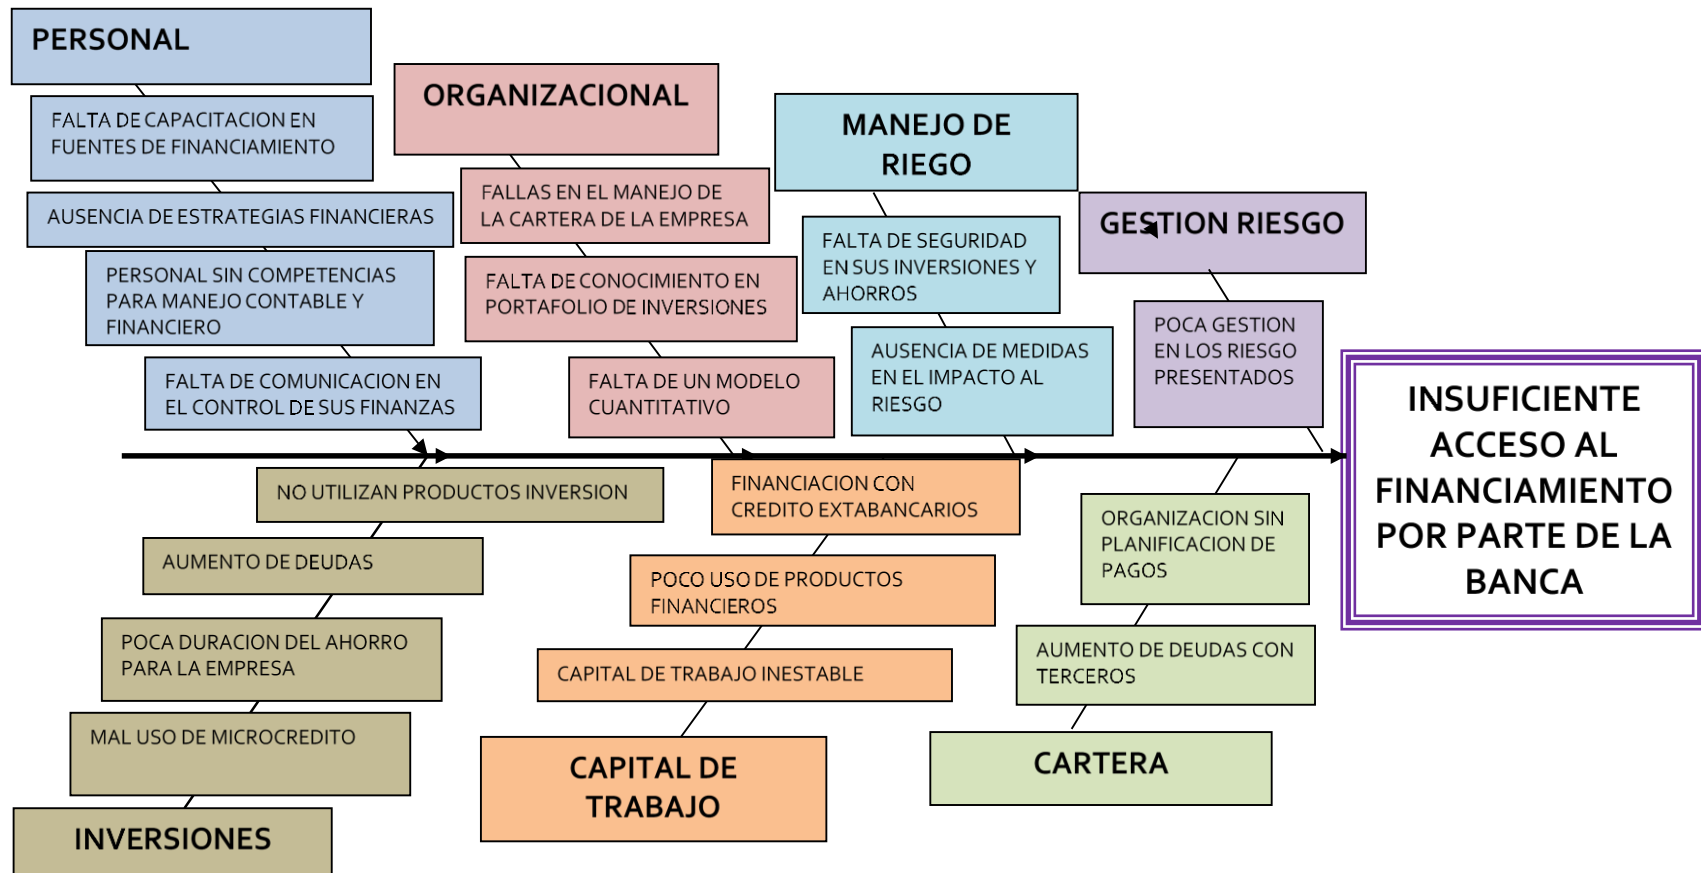 PERSONAL
FALTA DE CAPACITACION EN
FUENTES DE FINANCIAMIENTO
AUSENCIA DE ESTRATEGIAS FINANCIERAS
PERSONAL SIN COMPETENCIAS
PARA MANEJO CONTABLE Y
FINANCIERO
FALTA DE COMUNICACION EN
EL CONTROL DE SUS FINANZAS
ORGANIZACIONAL
FALLAS EN EL MANEJO DE
LA CARTERA DE LA EMPRESA
FALTA DE CONOCIMIENTO EN
PORTAFOLIO DE INVERSIONES
FALTA DE UN MODELO
CUANTITATIVO
MANEJO DE
RIEGO
FALTA DE SEGURIDAD
EN SUS INVERSIONES Y
AHORROS
AUSENCIA DE MEDIDAS
EN EL IMPACTO AL
RIESGO
GESTION RIESGO
POCA GESTION
EN LOS RIESGO
PRESENTADOS
INSUFICIENTE
ACCESO AL
FINANCIAMIENTO
POR PARTE DE LA
BANCA
NO UTILIZAN PRODUCTOS INVERSION
AUMENTO DE DEUDAS
POCA DURACION DEL AHORRO
PARA LA EMPRESA
MAL USO DE MICROCREDITO
INVERSIONES
FINANCIACION CON
CREDITO EXTABANCARIOS
POCO USO DE PRODUCTOS
FINANCIEROS
CAPITAL DE TRABAJO INESTABLE
CAPITAL DE
TRABAJO
ORGANIZACION SIN
PLANIFICACION DE
PAGOS
AUMENTO DE DEUDAS CON
TERCEROS
CARTERA